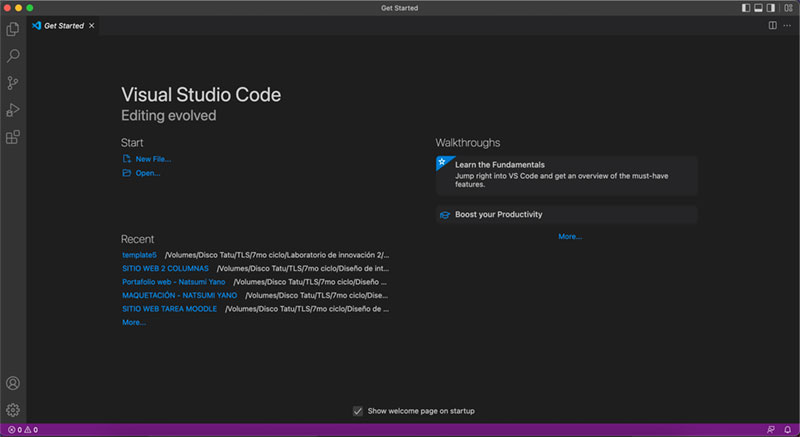 Get Started
Get Started
Visual Studio Code
Editing evolved
Start
New File...
Open...
Recent
template5 /Volumes/Disco Tatu/TLS/7mo ciclo/Laboratorio de innovación 2/...
SITIO WEB 2 COLUMNAS /Volumes/Disco Tatu/TLS/7mo ciclo/Diseño de int...
Portafolio web - Natsumi Yano /Volumes/Disco Tatu/TLS/7mo ciclo/Diseño ...
MAQUETACIÓN - NATSUMI YANO /Volumes/Disco Tatu/TLS/7mo ciclo/Dise...
SITIO WEB TAREA MOODLE /Volumes/Disco Tatu/TLS/7mo ciclo/Diseño de ...
More...
Walkthroughs
Learn the Fundamentals
Jump right into VS Code and get an overview of the must-have
features.
Boost your Productivity
More...
Show welcome page on startup
0 0